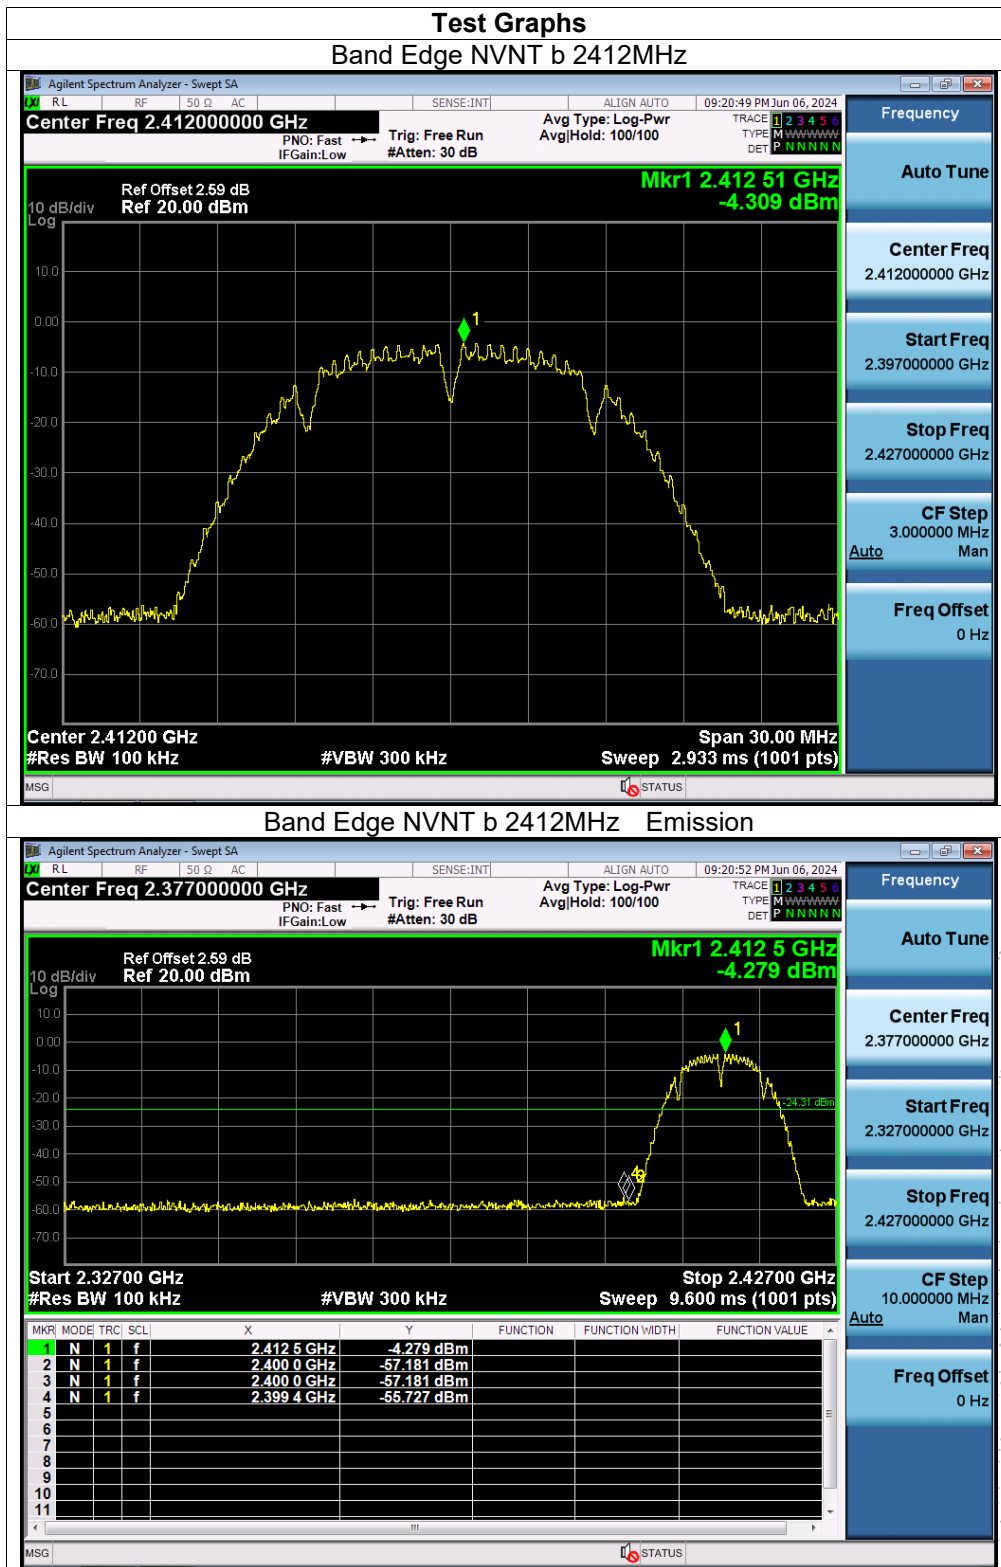 Test Graphs
Band Edge NVNT b 2412MHz
Agilent Spectrum Analyzer - Swept SA
LXI RL RF 50 Ω AC SENSE:INT ALIGN AUTO 09:20:49 PM Jun 06, 2024
Center Freq 2.412000000 GHz
PNO: Fast
IFGain:Low
Trig: Free Run
#Atten: 30 dB
Avg Type: Log-Pwr
Avg|Hold: 100/100
TRACE 1 2 3 4 5 6
TYPE M WWWWW
DET P N N N N N
Mkr1 2.412 51 GHz
-4.309 dBm
Ref Offset 2.59 dB
10 dB/div Ref 20.00 dBm
Log
10.0
0.00
-10.0
-20.0
-30.0
-40.0
-50.0
-60.0
-70.0
1
Center 2.41200 GHz Span 30.00 MHz
#Res BW 100 kHz #VBW 300 kHz Sweep 2.933 ms (1001 pts)
MSG STATUS
Frequency
Auto Tune
Center Freq
2.412000000 GHz
Start Freq
2.397000000 GHz
Stop Freq
2.427000000 GHz
CF Step
3.000000 MHz
Auto Man
Freq Offset
0 Hz
Band Edge NVNT b 2412MHz Emission
Agilent Spectrum Analyzer - Swept SA
LXI RL RF 50 Ω AC SENSE:INT ALIGN AUTO 09:20:52 PM Jun 06, 2024
Center Freq 2.377000000 GHz
PNO: Fast
IFGain:Low
Trig: Free Run
#Atten: 30 dB
Avg Type: Log-Pwr
Avg|Hold: 100/100
TRACE 1 2 3 4 5 6
TYPE M WWWWW
DET P N N N N N
Mkr1 2.412 5 GHz
-4.279 dBm
Ref Offset 2.59 dB
10 dB/div Ref 20.00 dBm
Log
10.0
0.00
-10.0
-20.0
-30.0
-40.0
-50.0
-60.0
-70.0
1
-24.31 dBm
Start 2.32700 GHz Stop 2.42700 GHz
#Res BW 100 kHz #VBW 300 kHz Sweep 9.600 ms (1001 pts)
MKR MODE TRC SCL X Y FUNCTION FUNCTION WIDTH FUNCTION VALUE
1 N 1 f 2.412 5 GHz -4.279 dBm
2 N 1 f 2.400 0 GHz -57.181 dBm
3 N 1 f 2.400 0 GHz -57.181 dBm
4 N 1 f 2.399 4 GHz -55.727 dBm
5
6
7
8
9
10
11
MSG STATUS
Frequency
Auto Tune
Center Freq
2.377000000 GHz
Start Freq
2.327000000 GHz
Stop Freq
2.427000000 GHz
CF Step
10.000000 MHz
Auto Man
Freq Offset
0 Hz